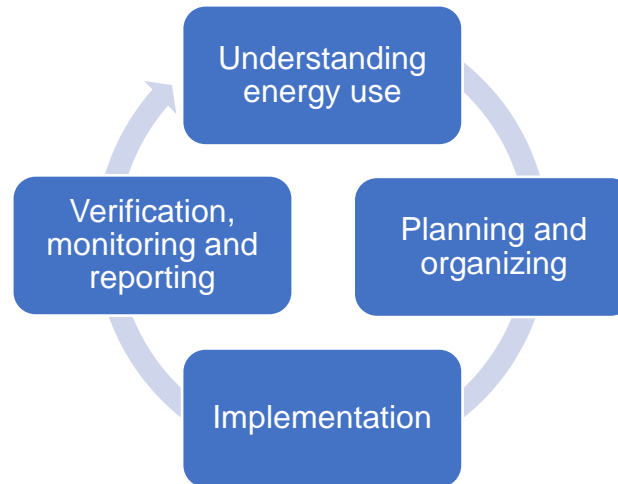 Understanding
energy use
Planning and
organizing
Implementation
Verification,
monitoring and
reporting